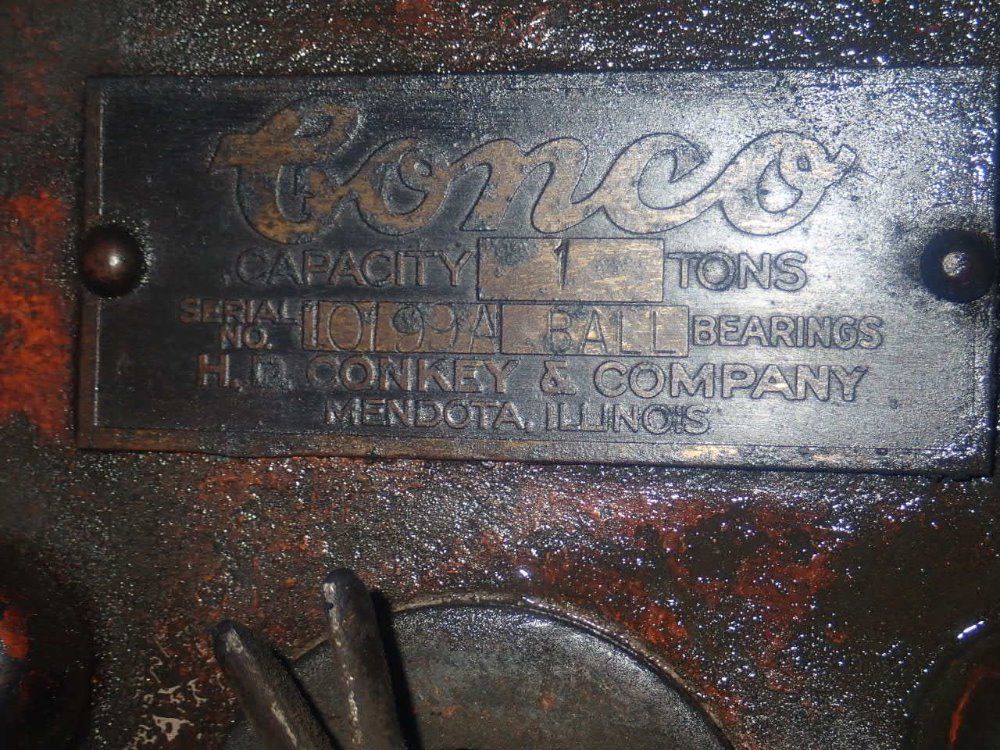 Conco
CAPACITY 1 TONS
SERIAL NO. 10199A BALL BEARINGS
H.D. CONKEY & COMPANY
MENDOTA, ILLINOIS